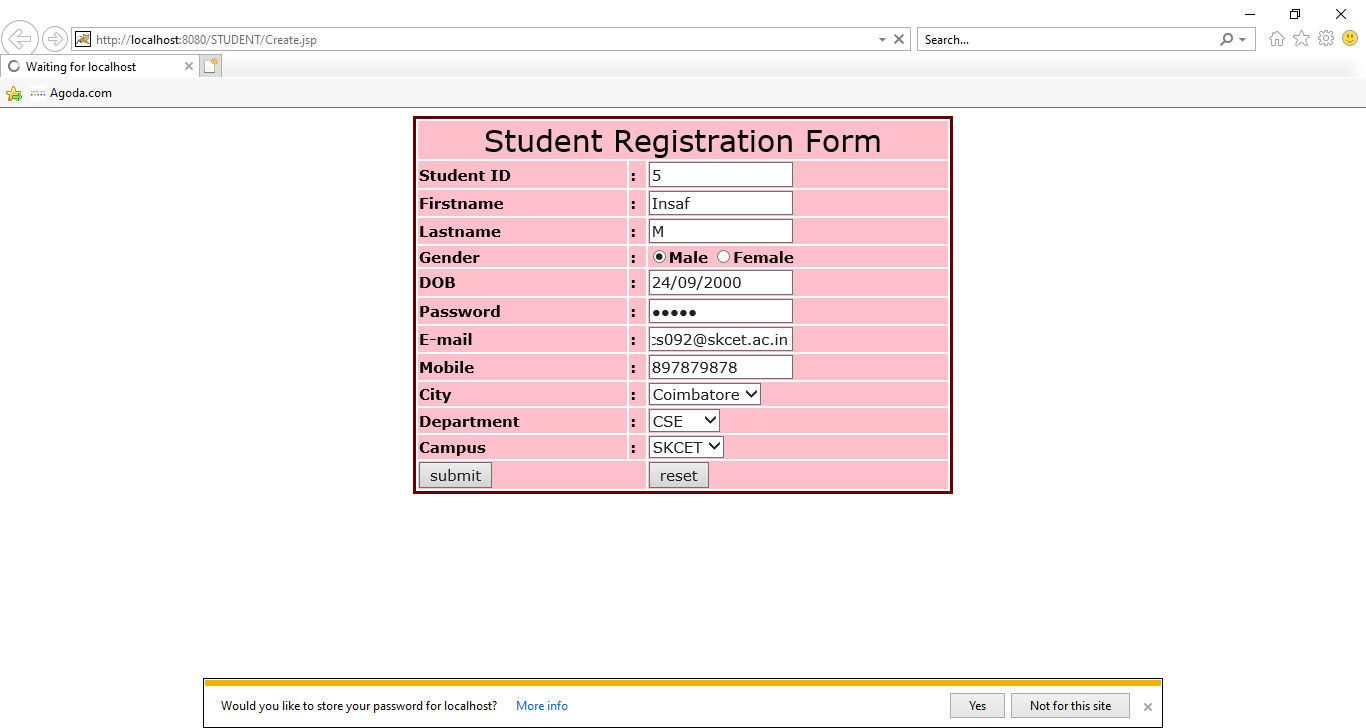 http://localhost:8080/STUDENT/Create.jsp
Search...
Waiting for localhost
Agoda.com
Student Registration Form
Student ID : 5
Firstname : Insaf
Lastname : M
Gender : Male Female
DOB : 24/09/2000
Password : •••••
E-mail : cs092@skcet.ac.in
Mobile : 897879878
City : Coimbatore
Department : CSE
Campus : SKCET
submit reset
Would you like to store your password for localhost? More info Yes Not for this site